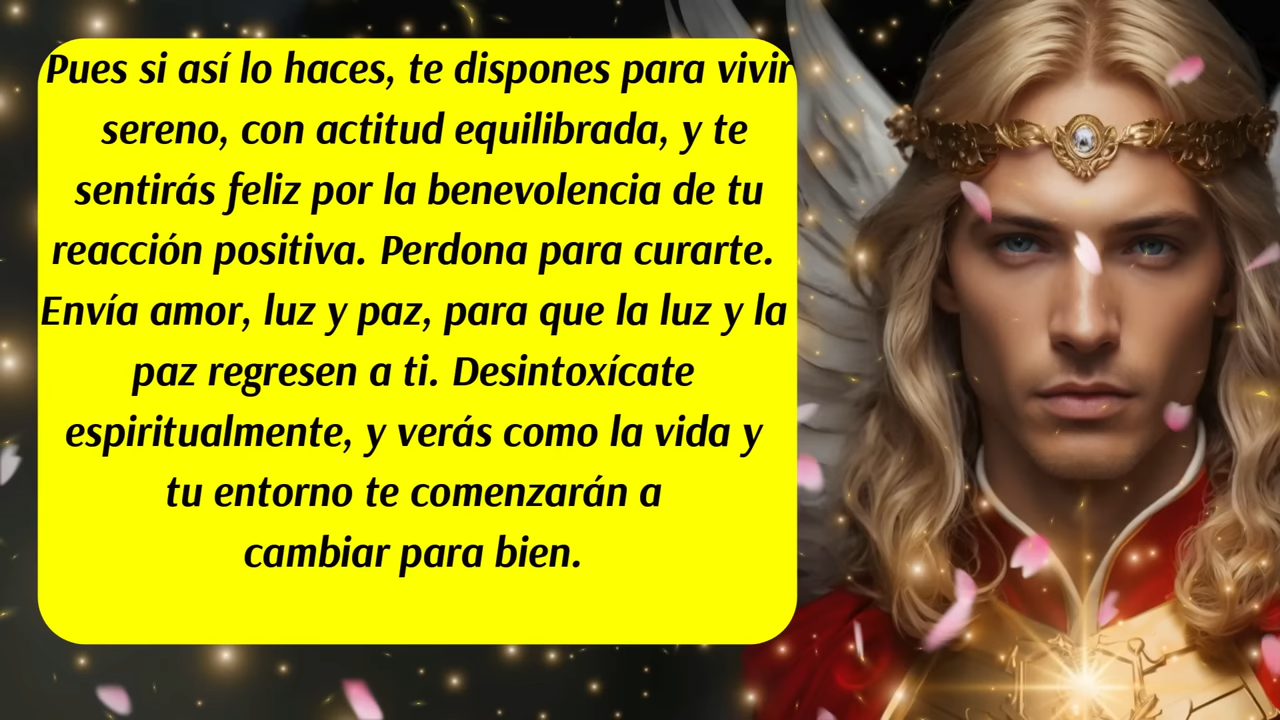 Pues si así lo haces, te dispones para vivir
sereno, con actitud equilibrada, y te
sentirás feliz por la benevolencia de tu
reacción positiva. Perdona para curarte.
Envía amor, luz y paz, para que la luz y la
paz regresen a ti. Desintoxícate
espiritualmente, y verás como la vida y
tu entorno te comenzarán a
cambiar para bien.